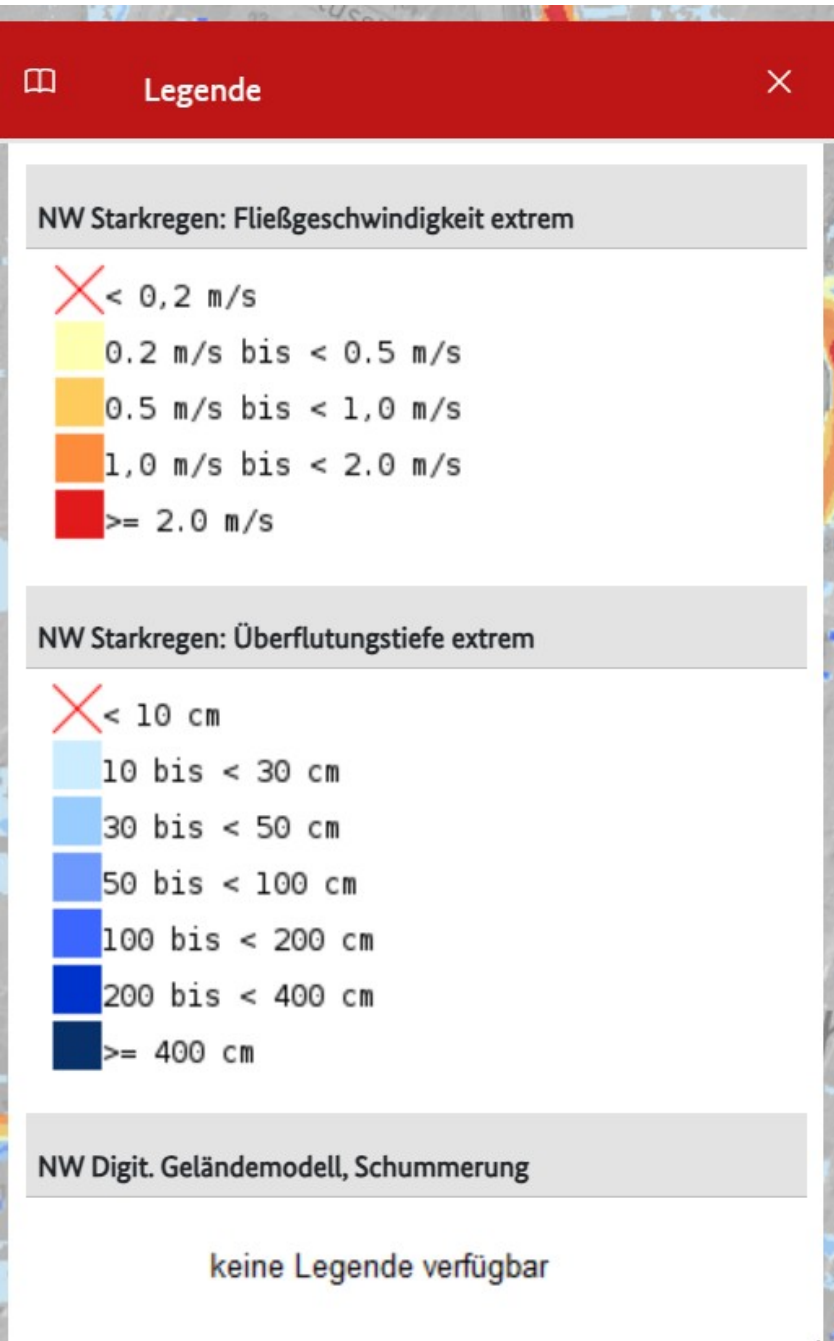 Legende
NW Starkregen: Fließgeschwindigkeit extrem
< 0,2 m/s
0.2 m/s bis < 0.5 m/s
0.5 m/s bis < 1,0 m/s
1,0 m/s bis < 2.0 m/s
>= 2.0 m/s
NW Starkregen: Überflutungstiefe extrem
< 10 cm
10 bis < 30 cm
30 bis < 50 cm
50 bis < 100 cm
100 bis < 200 cm
200 bis < 400 cm
>= 400 cm
NW Digit. Geländemodell, Schummerung
keine Legende verfügbar